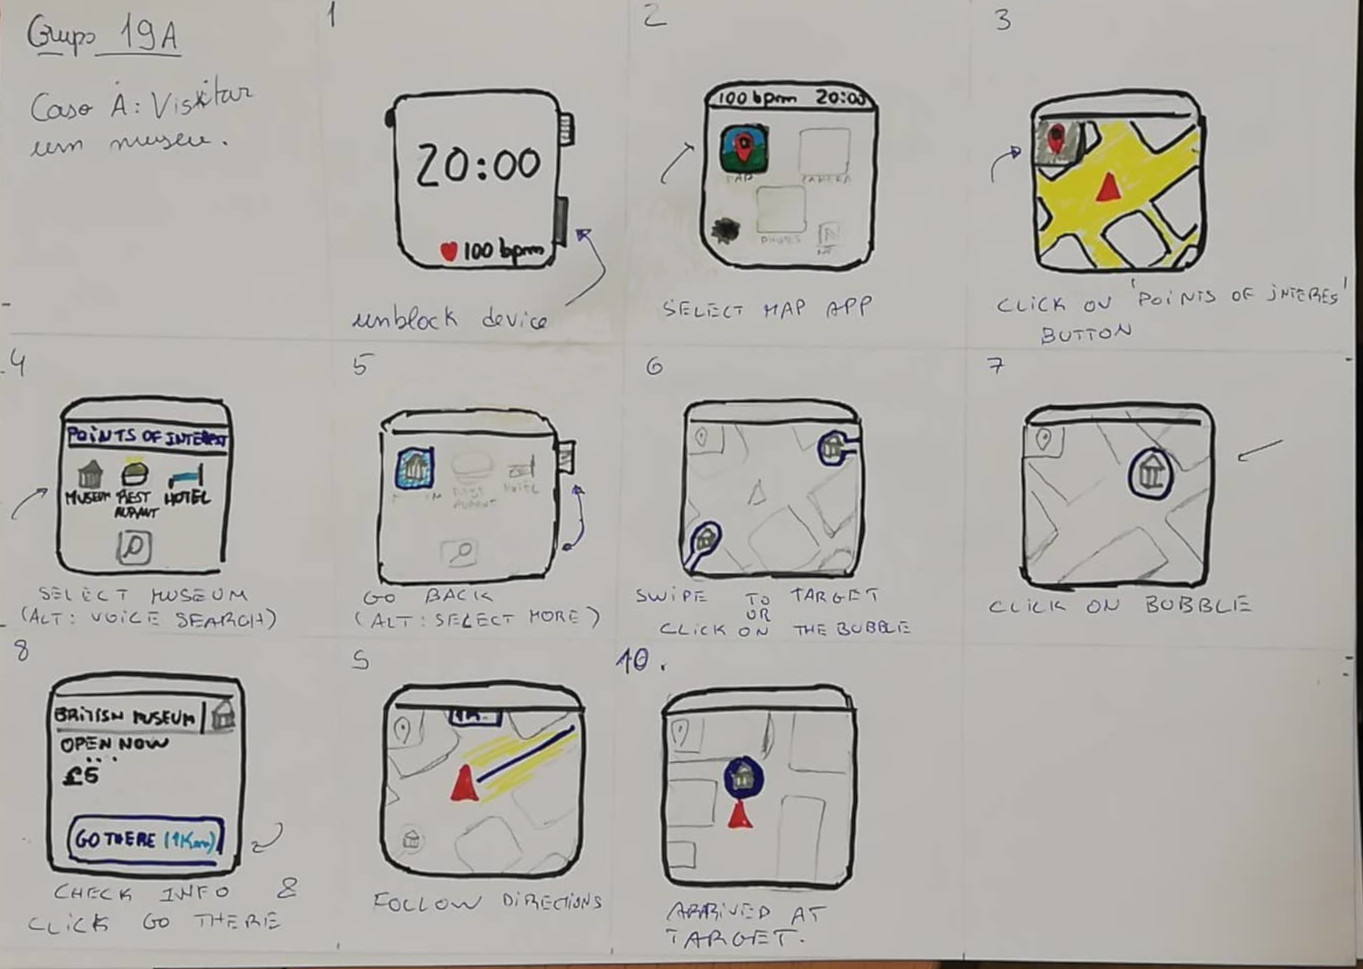 Grupo 19A
Caso A: Visitar
um museu.
1
20:00
100 bpm
unblock device
2
100 bpm 20:00
MAP
CAMERA
PHOTOS
SELECT MAP APP
3
CLICK ON 'POINTS OF INTERES'
BUTTON
4
POINTS OF INTEREST
MUSEUM REST HOTEL
AURANT
SELECT MUSEUM
(ALT: VOICE SEARCH)
5
REST HOTEL
AURANT
GO BACK
(ALT: SELECT MORE)
6
SWIPE TO TARGET
OR
CLICK ON THE BUBBLE
7
CLICK ON BUBBLE
8
BRITISH MUSEUM
OPEN NOW
...
£5
GO THERE (1Km)
CHECK INFO &
CLICK GO THERE
9
FOLLOW DIRECTIONS
10.
ARRIVED AT
TARGET.